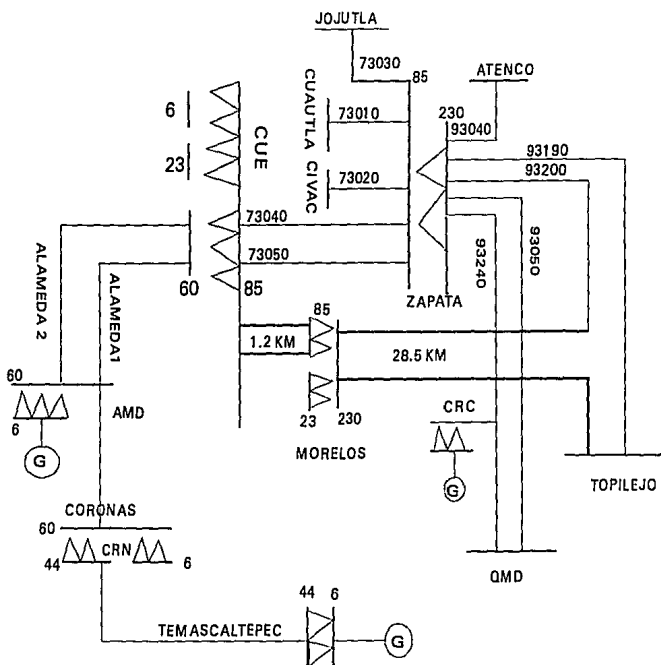 JOJUTLA
73030
85
ATENCO
CUAUTLA
73010
230
93040
6
CUE
93190
93200
23
CIVAC
73020
73040
ALAMEDA 2
ALAMEDA1
73050
93240
93050
60
85
ZAPATA
85
1.2 KM
28.5 KM
60
6
AMD
G
23
230
MORELOS
CRC
G
TOPILEJO
CORONAS
60
CRN
44
6
QMD
44
6
TEMASCALTEPEC
G